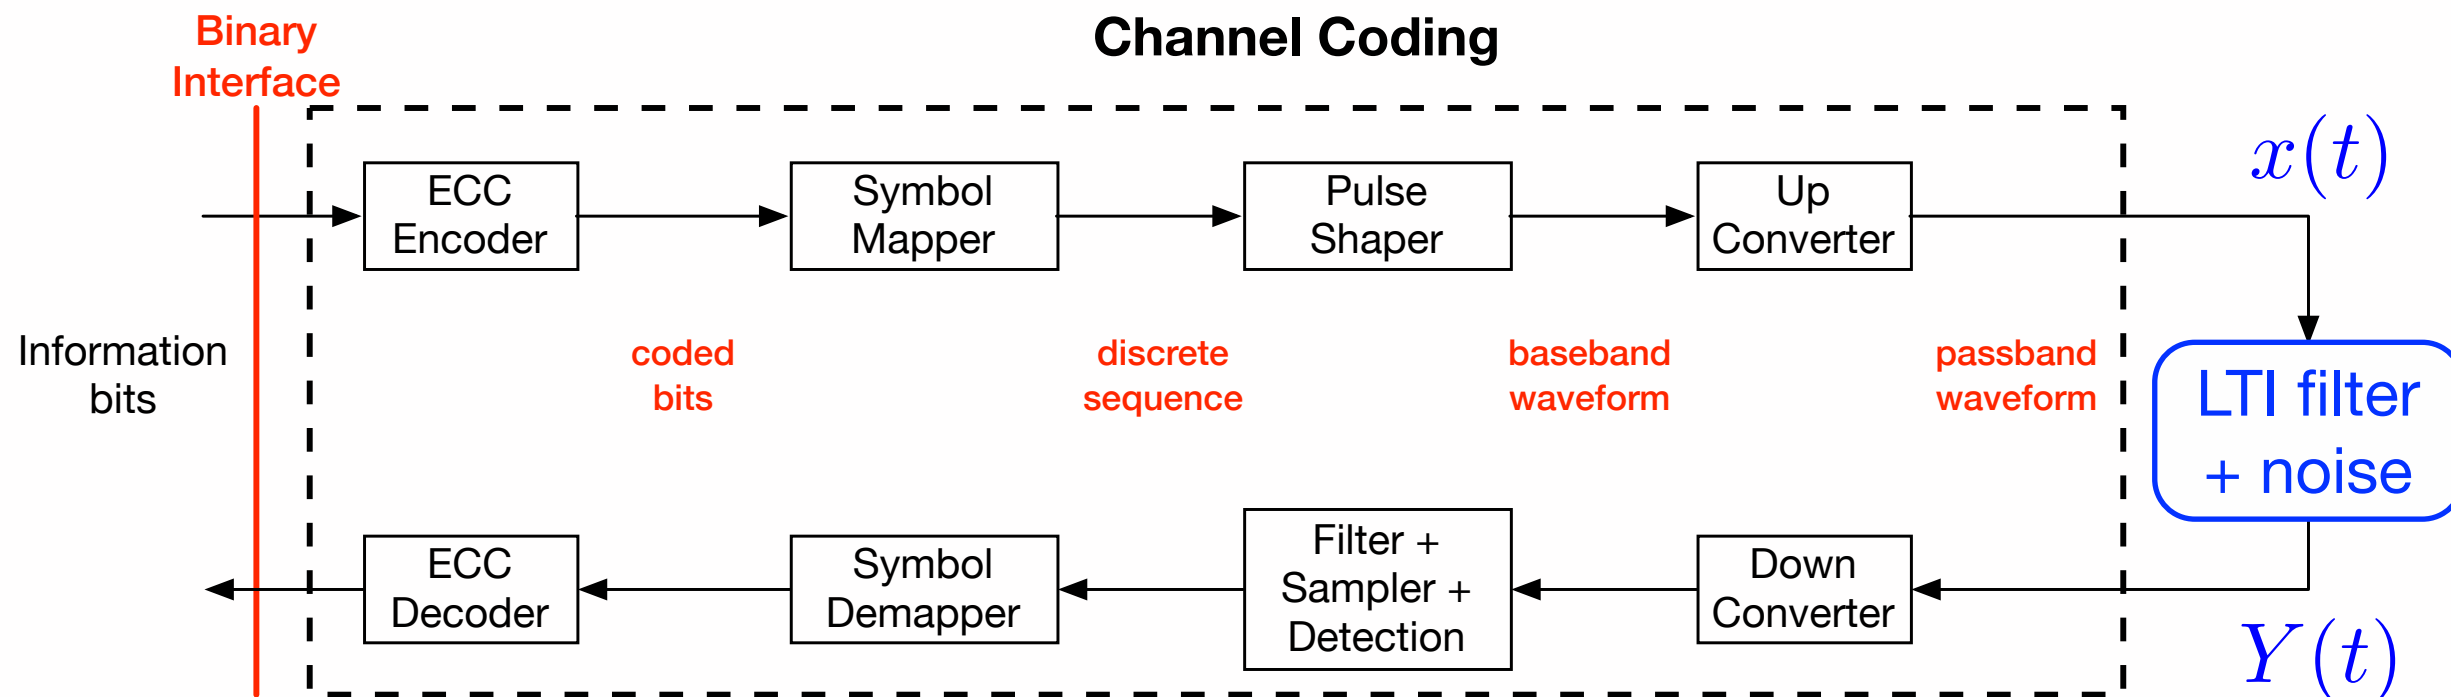 Binary
Interface
Channel Coding
x(t)
ECC
Encoder
Symbol
Mapper
Pulse
Shaper
Up
Converter
Information
bits
coded
bits
discrete
sequence
baseband
waveform
passband
waveform
LTI filter
+ noise
ECC
Decoder
Symbol
Demapper
Filter +
Sampler +
Detection
Down
Converter
Y(t)